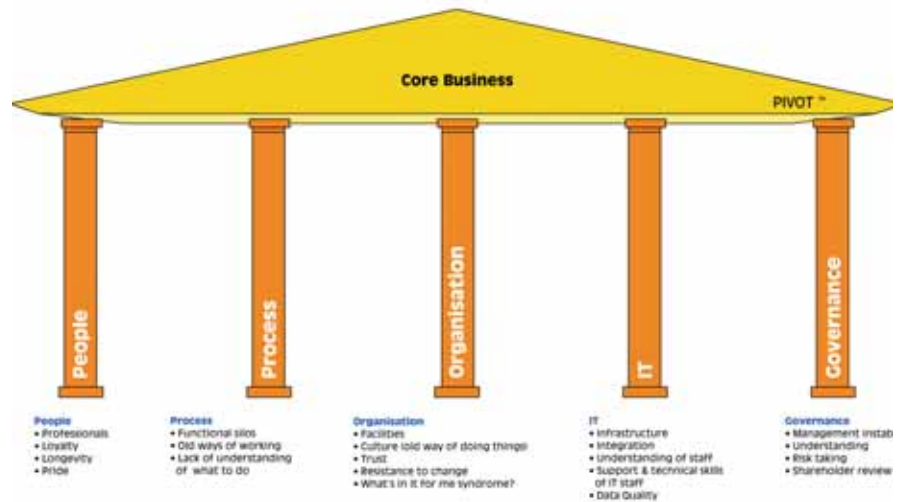 Core Business
PIVOT ™
People
Process
Organisation
IT
Governance
People
• Professionals
• Loyalty
• Longevity
• Pride
Process
• Functional silos
• Old ways of working
• Lack of understanding
of what to do
Organisation
• Facilities
• Culture (old way of doing things)
• Trust
• Resistance to change
• What's in it for me syndrome?
IT
• Infrastructure
• Integration
• Understanding of staff
• Support & technical skills
of IT staff
• Data Quality
Governance
• Management
• Understanding
• Risk taking
• Shareholder review